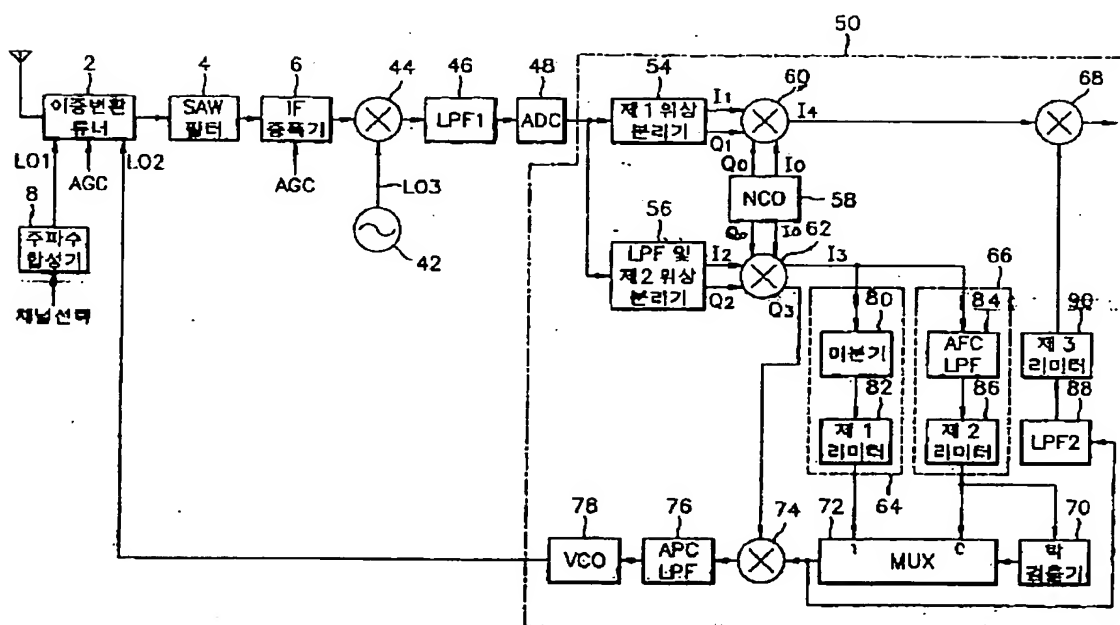 50
2
4
6
44
46
48
54
60
68
이중변환
튜너
SAW
필터
IF
증폭기
LPF1
ADC
제1 위상
분리기
I1
Q1
I4
LO1
AGC
LO2
AGC
LO3
Q0
I0
8
주파수
합성기
42
NCO
58
채널선택
56
LPF 및
제2 위상
분리기
I2
Q2
Q0
I0
62
I3
Q3
66
80
미분기
84
AFC
LPF
90
제3
리미터
82
제1
리미터
86
제2
리미터
88
LPF2
64
78
VCO
76
APC
LPF
74
72
1
0
MUX
70
락
검출기